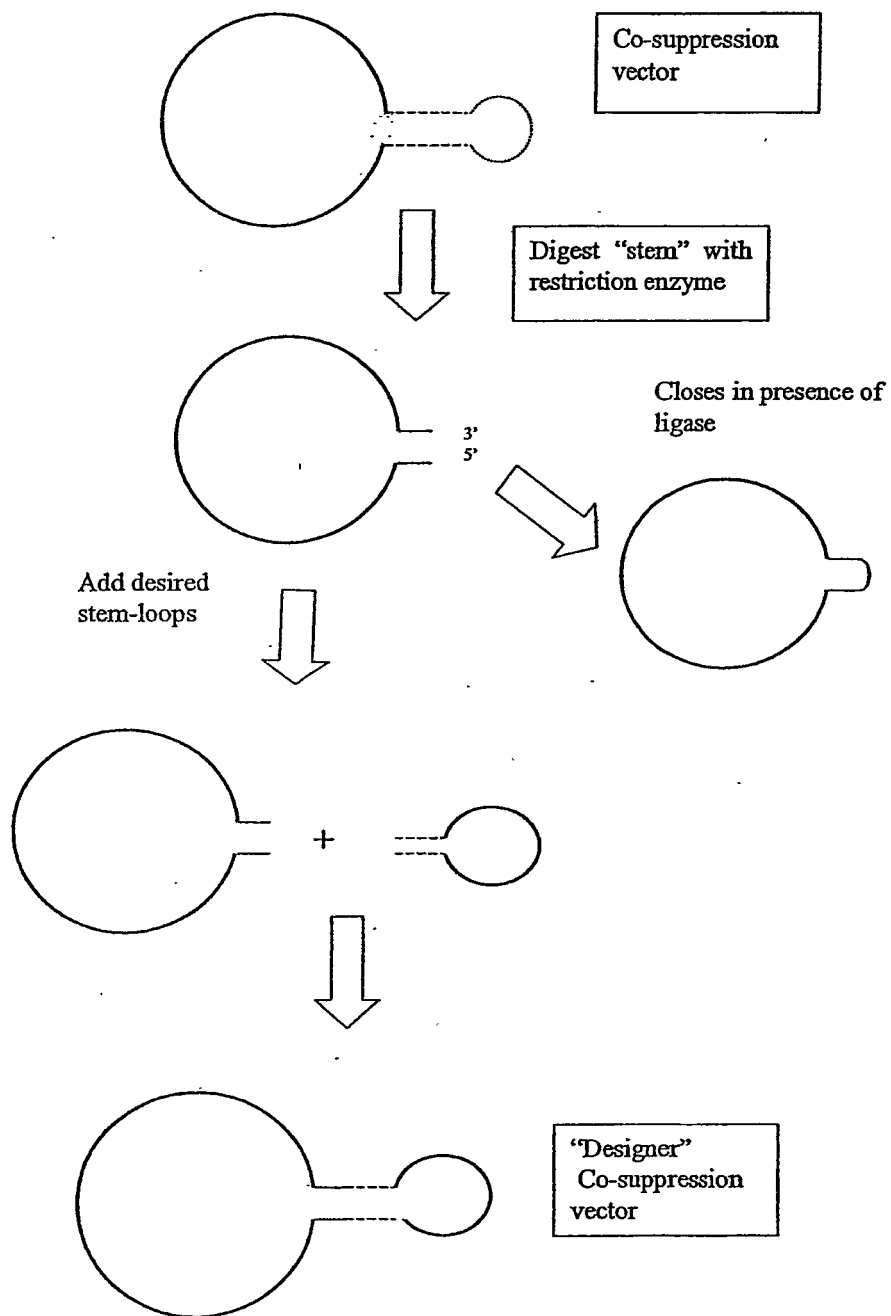 Co-suppression
vector
Digest “stem” with
restriction enzyme
Closes in presence of
ligase
3’
5’
Add desired
stem-loops
+
“Designer”
Co-suppression
vector